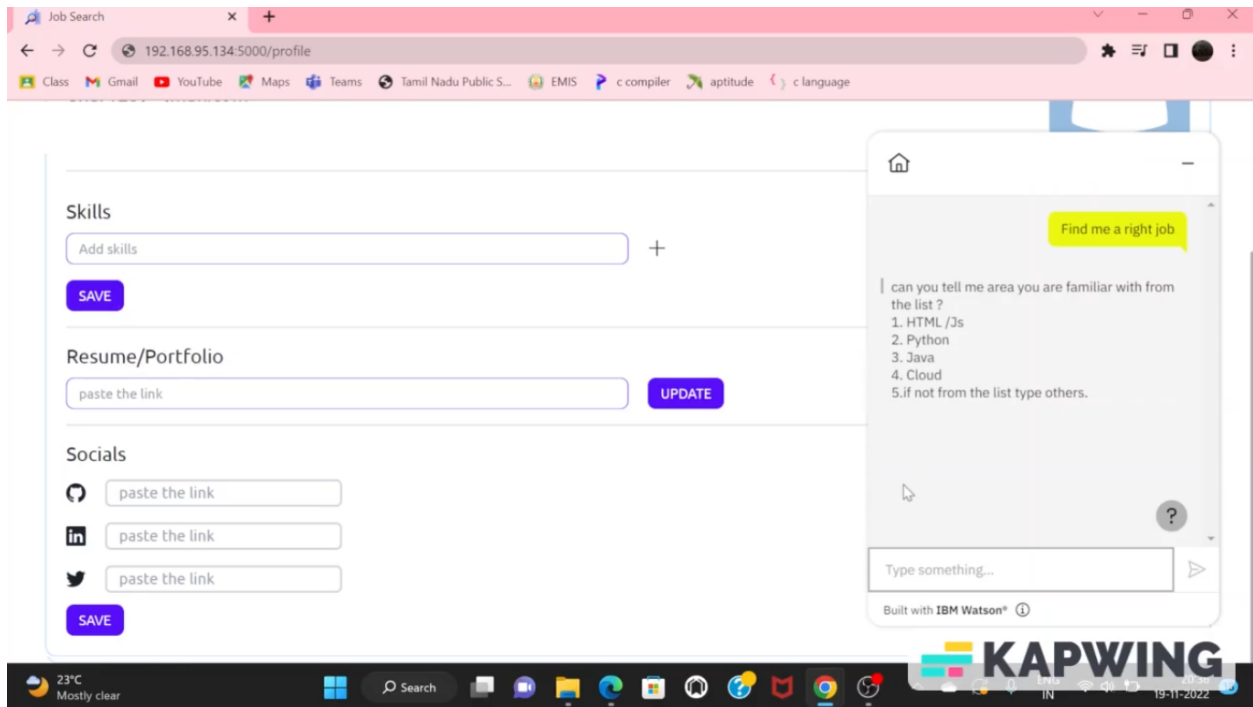 Job Search
192.168.95.134:5000/profile
Class Gmail YouTube Maps Teams Tamil Nadu Public S... EMIS c compiler aptitude c language
Skills
Add skills
SAVE
Resume/Portfolio
paste the link
UPDATE
Socials
paste the link
in paste the link
paste the link
SAVE
Find me a right job
can you tell me area you are familiar with from
the list ?
1. HTML /Js
2. Python
3. Java
4. Cloud
5.if not from the list type others.
?
Type something...
Built with IBM Watson®
KAPWING
23°C
Mostly clear
Search
ENG
IN
20:36
19-11-2022